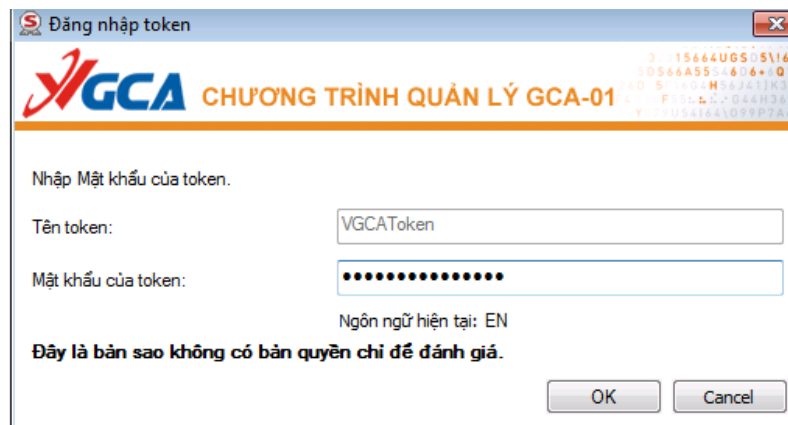 Đăng nhập token
VGCA CHƯƠNG TRÌNH QUẢN LÝ GCA-01
Nhập Mật khẩu của token.
Tên token: VGCAToken
Mật khẩu của token: ●●●●●●●●●●●●●●●
Ngôn ngữ hiện tại: EN
Đây là bản sao không có bản quyền chỉ để đánh giá.
OK Cancel